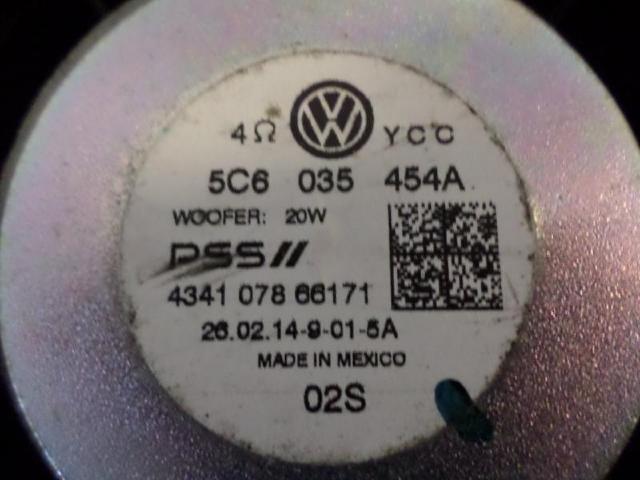 4Ω VW YCC
5C6 035 454A
WOOFER: 20W
PSS//
4341 078 66171
26.02.14-9-01-5A
MADE IN MEXICO
02S